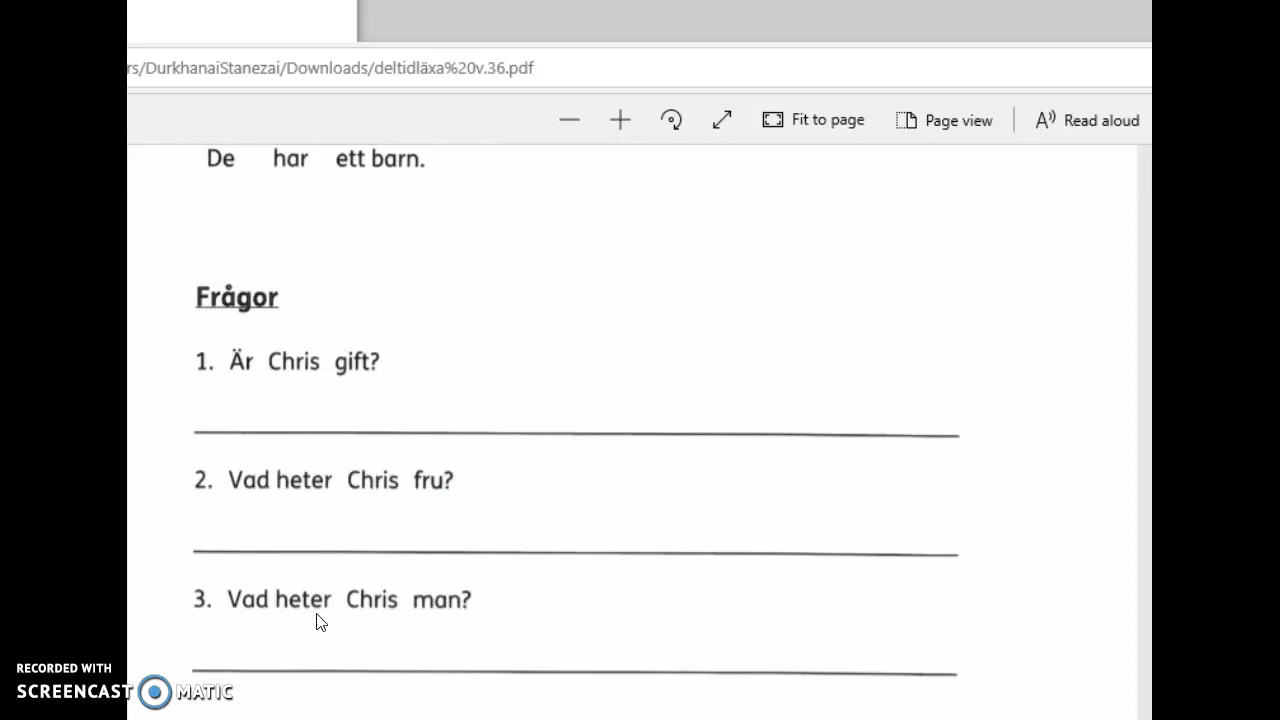 rs/DurkhanaiStanezai/Downloads/deltidläxa%20v.36.pdf
Fit to page Page view Read aloud
De har ett barn.
Frågor
1. Är Chris gift?
2. Vad heter Chris fru?
3. Vad heter Chris man?
RECORDED WITH
SCREENCAST MATIC